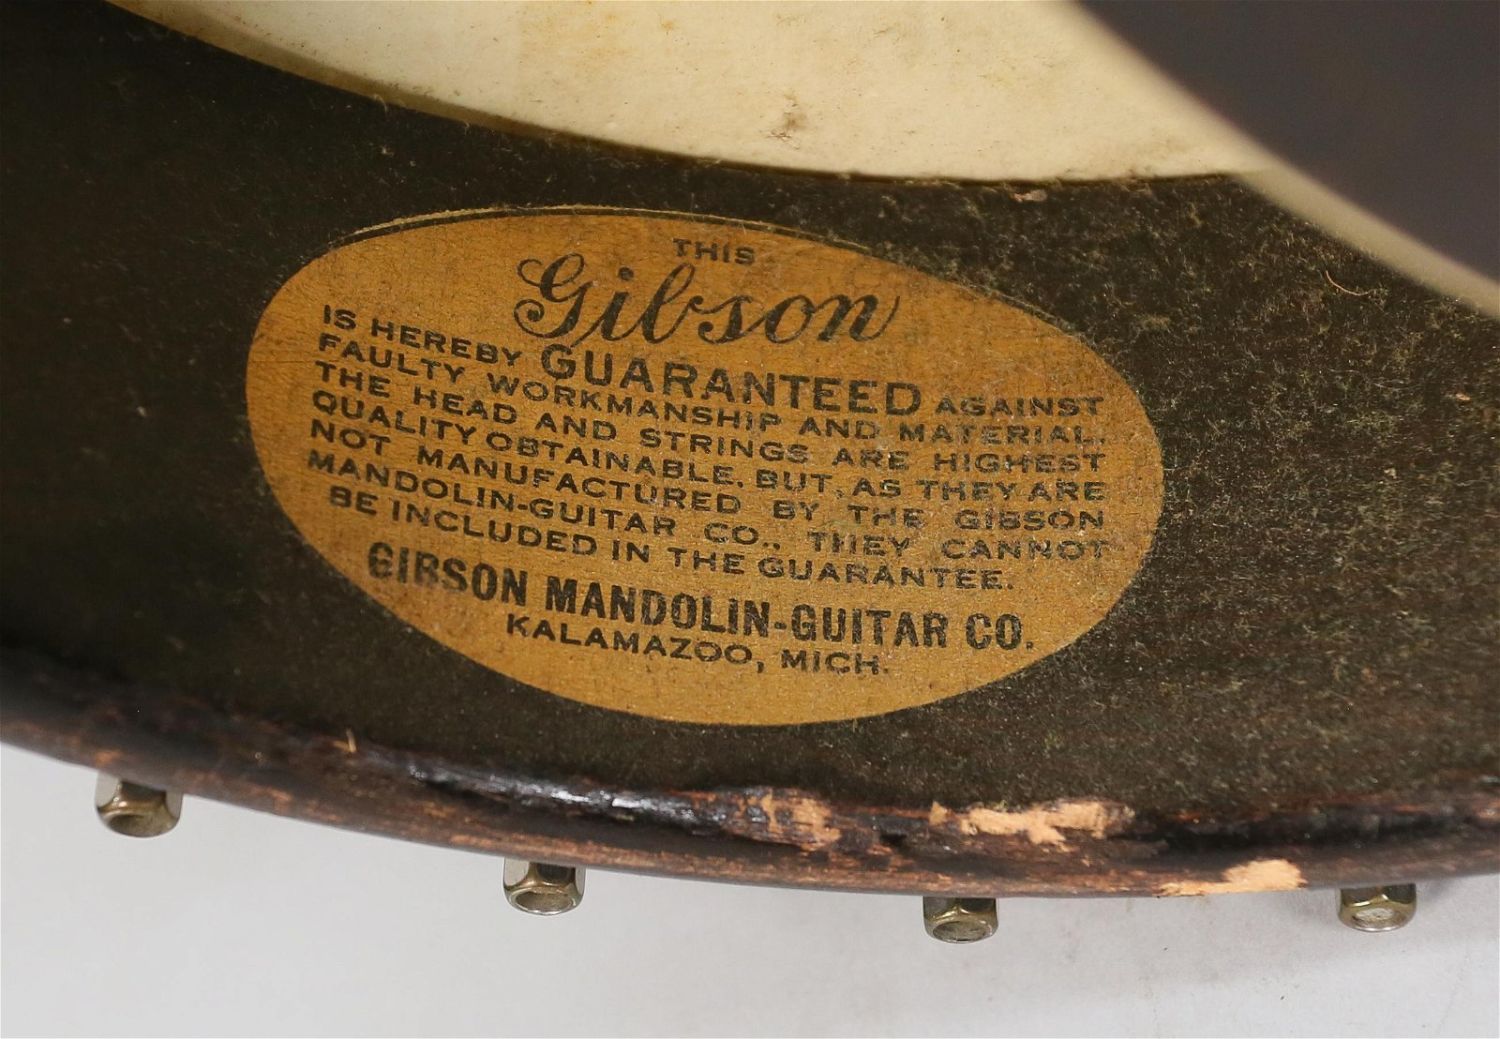 THIS
Gibson
IS HEREBY GUARANTEED AGAINST
FAULTY WORKMANSHIP AND MATERIAL.
THE HEAD AND STRINGS ARE HIGHEST
QUALITY OBTAINABLE, BUT, AS THEY ARE
NOT MANUFACTURED BY THE GIBSON
MANDOLIN-GUITAR CO., THEY CANNOT
BE INCLUDED IN THE GUARANTEE.
GIBSON MANDOLIN-GUITAR CO.
KALAMAZOO, MICH.